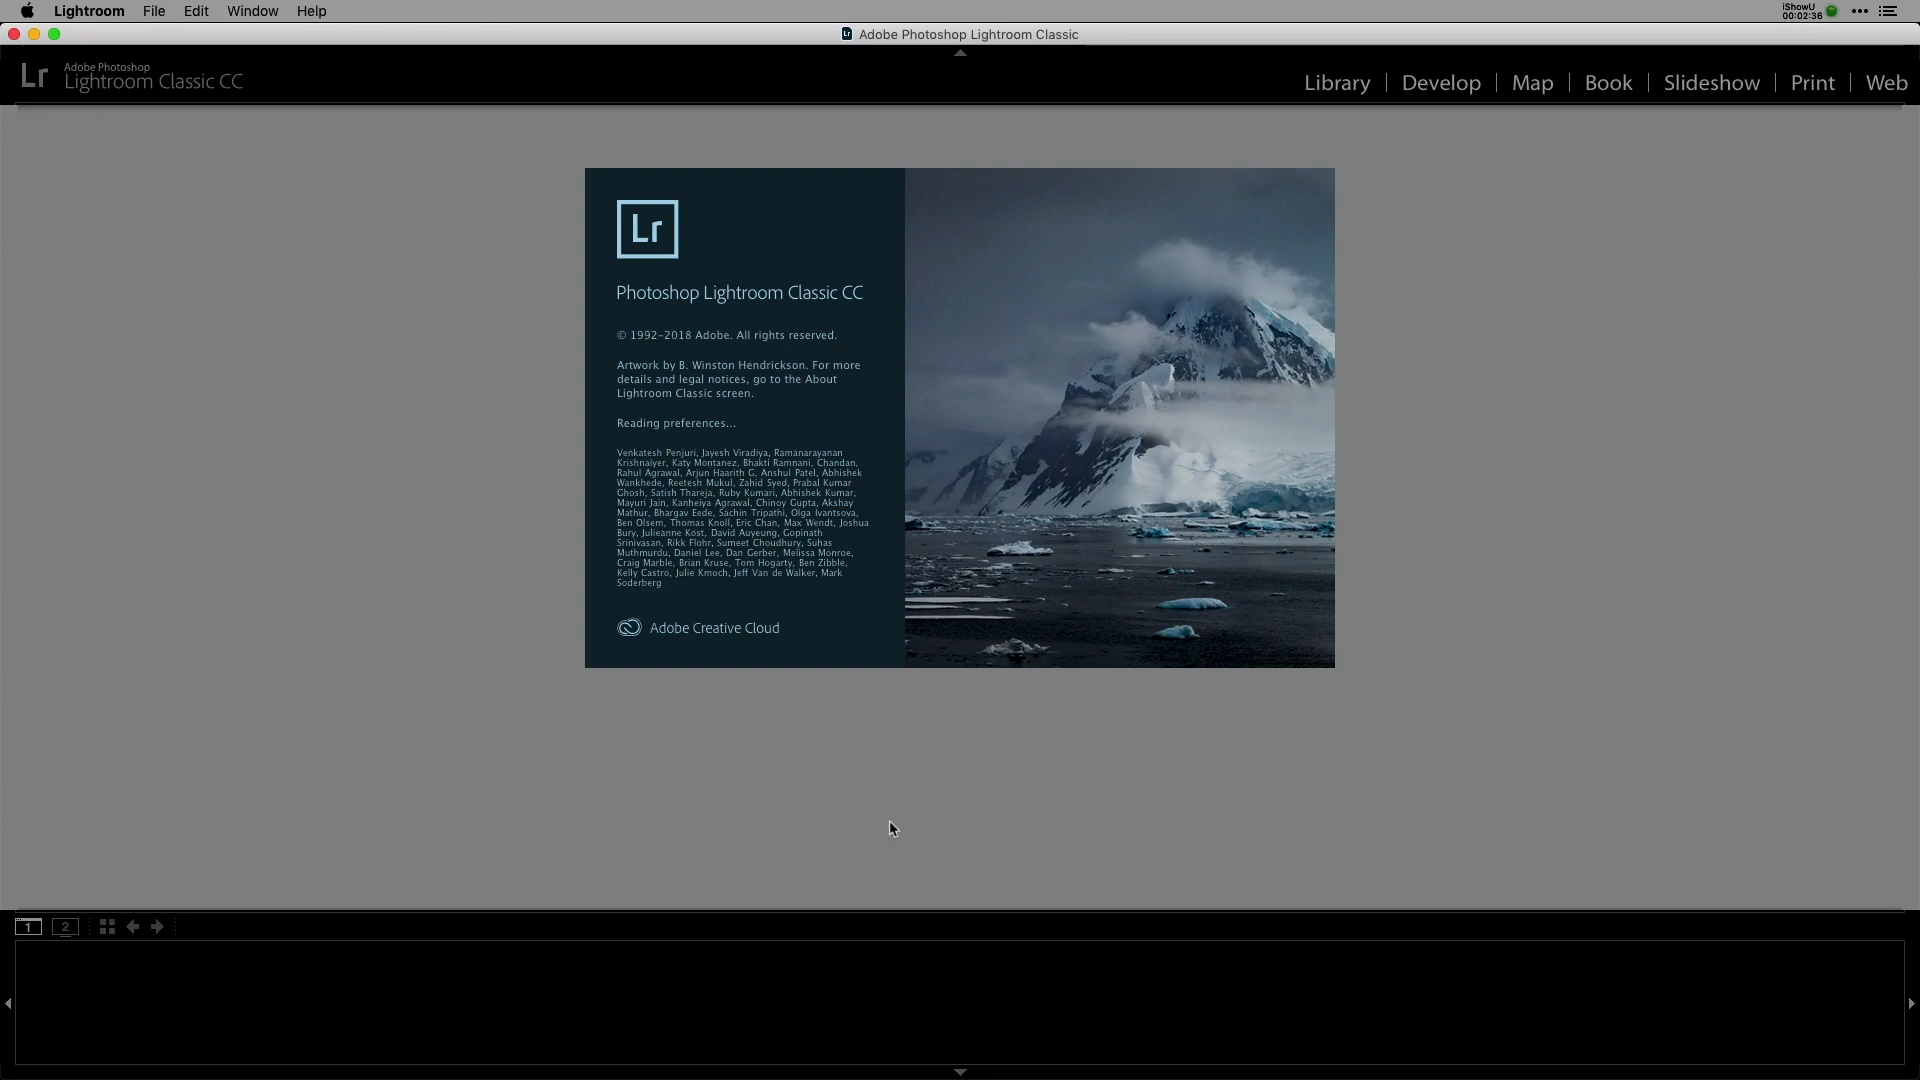 Lightroom File Edit Window Help
iShowU
00:02:36
Lr Adobe Photoshop Lightroom Classic
Lr
Adobe Photoshop
Lightroom Classic CC
Library | Develop | Map | Book | Slideshow | Print | Web
Lr
Photoshop Lightroom Classic CC
© 1992-2018 Adobe. All rights reserved.
Artwork by B. Winston Hendrickson. For more
details and legal notices, go to the About
Lightroom Classic screen.
Reading preferences...
Venkatesh Penjuri, Jayesh Viradiya, Ramanarayanan
Krishnaiyer, Katy Montanez, Bhakti Ramnani, Chandan,
Rahul Agrawal, Arjun Haarith G, Anshul Patel, Abhishek
Wankhede, Reetesh Mukul, Zahid Syed, Prabal Kumar
Ghosh, Satish Thareja, Ruby Kumari, Abhishek Kumar,
Mayuri Jain, Kanheiya Agrawal, Chinoy Gupta, Akshay
Mathur, Bhargav Eede, Sachin Tripathi, Olga Ivantsova,
Ben Olsem, Thomas Knoll, Eric Chan, Max Wendt, Joshua
Bury, Julieanne Kost, David Auyeung, Gopinath
Srinivasan, Rikk Flohr, Sumeet Choudhury, Suhas
Muthmurdu, Daniel Lee, Dan Gerber, Melissa Monroe,
Craig Marble, Brian Kruse, Tom Hogarty, Ben Zibble,
Kelly Castro, Julie Kmoch, Jeff Van de Walker, Mark
Soderberg
Adobe Creative Cloud
1 2